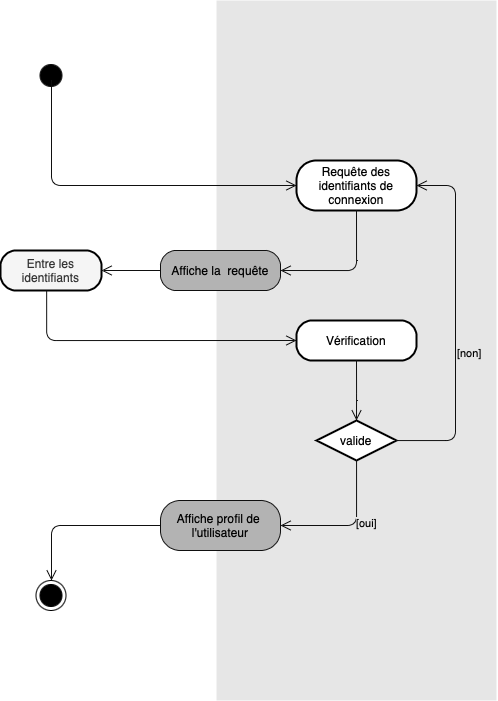 Requête des
identifiants de
connexion
Entre les
identifiants
Affiche la  requête
Vérification
[non]
valide
Affiche profil de
l'utilisateur
[oui]